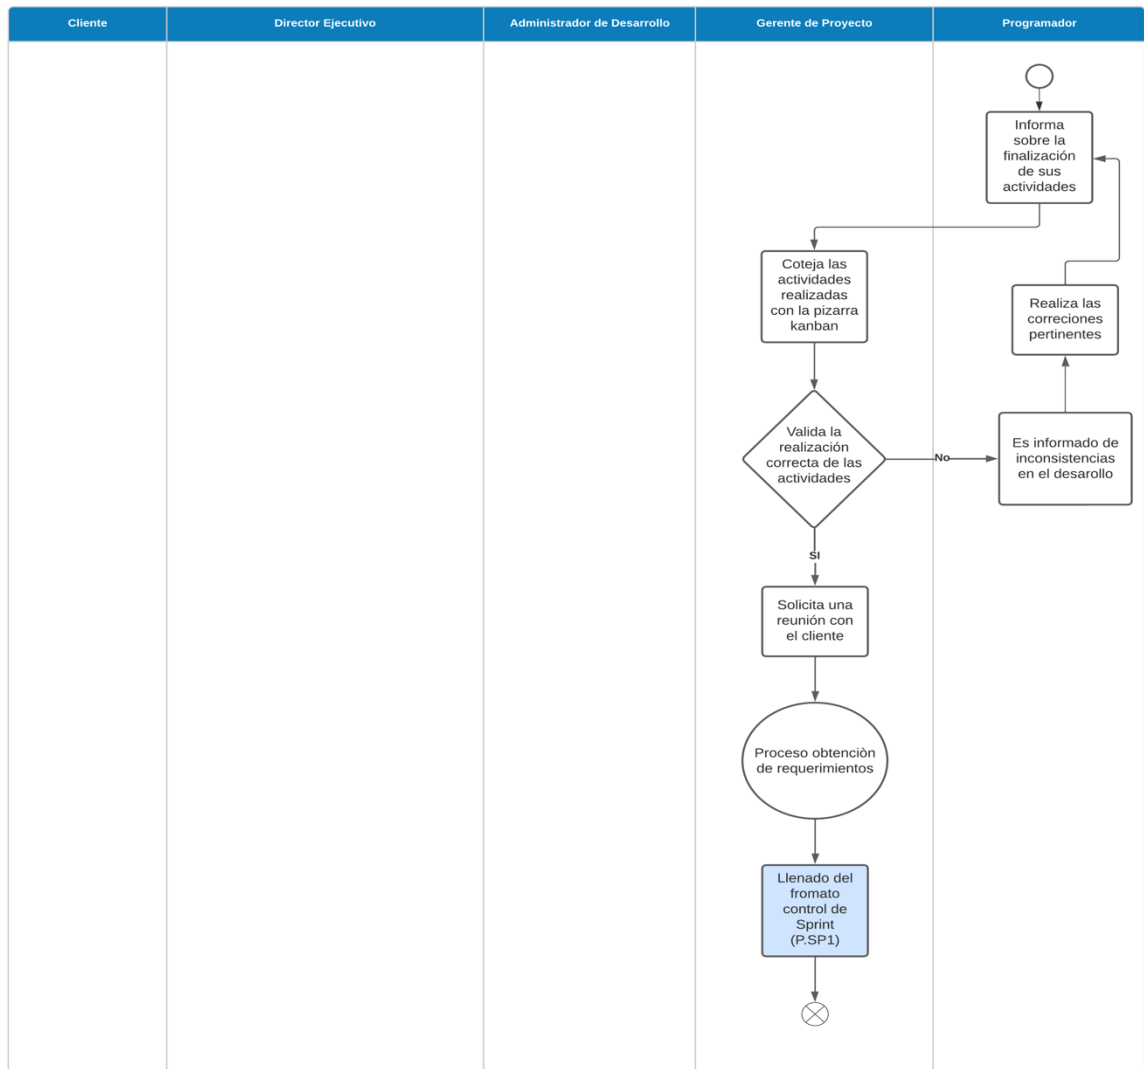 Cliente
Director Ejecutivo
Administrador de Desarrollo
Gerente de Proyecto
Programador
Informa
sobre la
finalización
de sus
actividades
Coteja las
actividades
realizadas
con la pizarra
kanban
Realiza las
correciones
pertinentes
Valida la
realización
correcta de las
actividades
No
Es informado de
inconsistencias
en el desarollo
SI
Solicita una
reunión con
el cliente
Proceso obtenciòn
de requerimientos
Llenado del
fromato
control de
Sprint
(P.SP1)